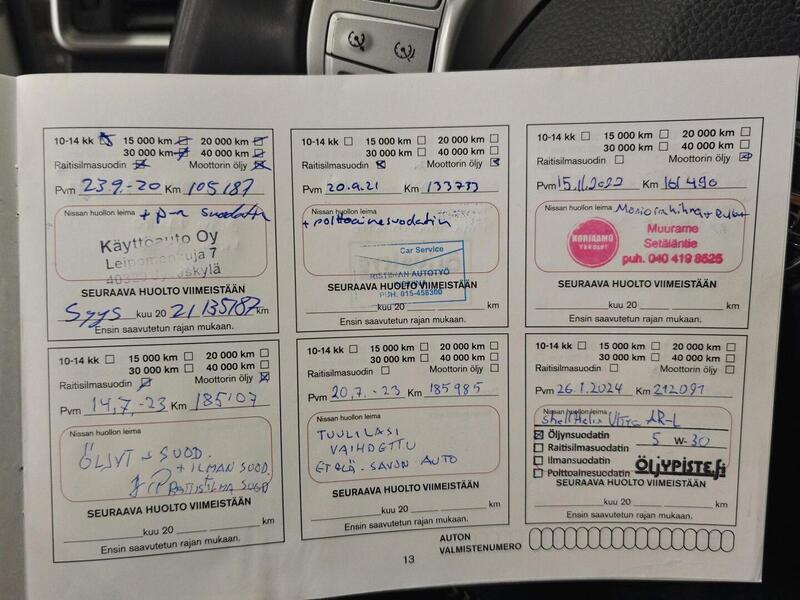 10-14 kk 15 000 km 20 000 km
30 000 km 40 000 km
Raitisilmasuodin Moottorin öljy
Pvm 23.9.-20 Km 105187
Nissan huollon leima + p-a suodatin
Käyttöauto Oy
Leipomonkuja 7
Jyväskylä
SEURAAVA HUOLTO VIIMEISTÄÄN
Syys kuu 20 21 135187 km
Ensin saavutetun rajan mukaan.
10-14 kk 15 000 km 20 000 km
30 000 km 40 000 km
Raitisilmasuodin Moottorin öljy
Pvm 20.9.21 Km 133733
Nissan huollon leima
+ polttoainesuodatin
Car Service
AUTOTYÖ
PUH. 015-458300
SEURAAVA HUOLTO VIIMEISTÄÄN
kuu 20 km
Ensin saavutetun rajan mukaan.
10-14 kk 15 000 km 20 000 km
30 000 km 40 000 km
Raitisilmasuodin Moottorin öljy
Pvm 15.11.2022 Km 161490
Nissan huollon leima
KORJAAMO
Ykköset
Muurame
Setäläntie
puh. 040 419 8525
SEURAAVA HUOLTO VIIMEISTÄÄN
kuu 20 km
Ensin saavutetun rajan mukaan.
10-14 kk 15 000 km 20 000 km
30 000 km 40 000 km
Raitisilmasuodin Moottorin öljy
Pvm 14,7,-23 Km 185107
Nissan huollon leima
ÖLJYT + SUOD.
+ ILMAN SUOD.
SEURAAVA HUOLTO VIIMEISTÄÄN
kuu 20 km
Ensin saavutetun rajan mukaan.
10-14 kk 15 000 km 20 000 km
30 000 km 40 000 km
Raitisilmasuodin Moottorin öljy
Pvm 20,7.-23 Km 185985
Nissan huollon leima
TUULILASI
VAIHDETTU
ETELÄ-SAVON AUTO
SEURAAVA HUOLTO VIIMEISTÄÄN
kuu 20 km
Ensin saavutetun rajan mukaan.
10-14 kk 15 000 km 20 000 km
30 000 km 40 000 km
Raitisilmasuodin Moottorin öljy
Pvm 26.1.2024 Km 212091
Nissan huollon leima
Shell Helix Ultra AR-L
Öljynsuodatin 5 W-30
Raitisilmasuodatin
Ilmansuodatin
Polttoainesuodatin ÖLJYPISTE.fi
SEURAAVA HUOLTO VIIMEISTÄÄN
kuu 20 km
Ensin saavutetun rajan mukaan.
AUTON
VALMISTENUMERO
13